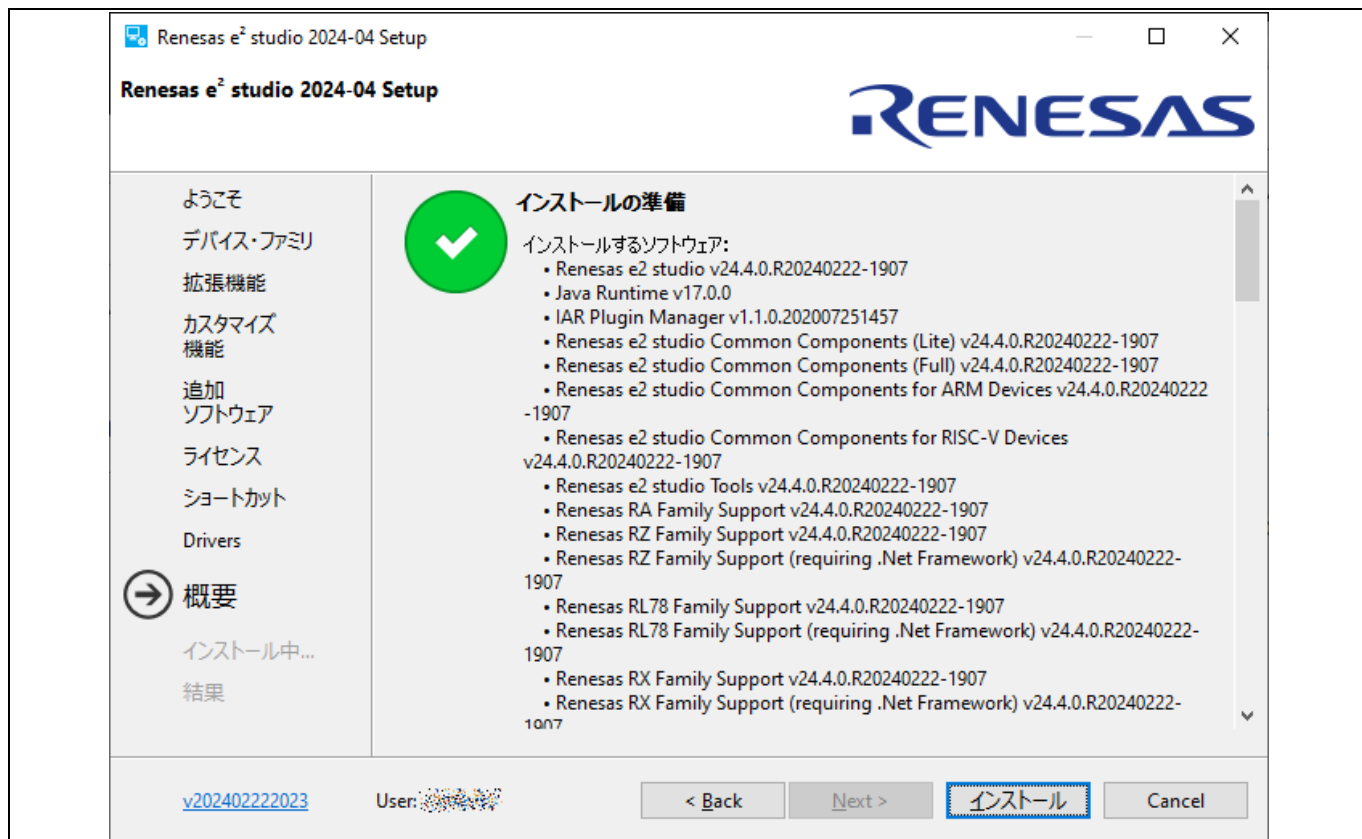 Renesas e² studio 2024-04 Setup
Renesas e² studio 2024-04 Setup
RENESAS
ようこそ
デバイス・ファミリ
拡張機能
カスタマイズ
機能
追加
ソフトウェア
ライセンス
ショートカット
Drivers
概要
インストール中...
結果
インストールの準備
インストールするソフトウェア:
• Renesas e2 studio v24.4.0.R20240222-1907
• Java Runtime v17.0.0
• IAR Plugin Manager v1.1.0.202007251457
• Renesas e2 studio Common Components (Lite) v24.4.0.R20240222-1907
• Renesas e2 studio Common Components (Full) v24.4.0.R20240222-1907
• Renesas e2 studio Common Components for ARM Devices v24.4.0.R20240222
-1907
• Renesas e2 studio Common Components for RISC-V Devices
v24.4.0.R20240222-1907
• Renesas e2 studio Tools v24.4.0.R20240222-1907
• Renesas RA Family Support v24.4.0.R20240222-1907
• Renesas RZ Family Support v24.4.0.R20240222-1907
• Renesas RZ Family Support (requiring .Net Framework) v24.4.0.R20240222-
1907
• Renesas RL78 Family Support v24.4.0.R20240222-1907
• Renesas RL78 Family Support (requiring .Net Framework) v24.4.0.R20240222-
1907
• Renesas RX Family Support v24.4.0.R20240222-1907
• Renesas RX Family Support (requiring .Net Framework) v24.4.0.R20240222-
1907
v202402222023
User:
< Back
Next >
インストール
Cancel